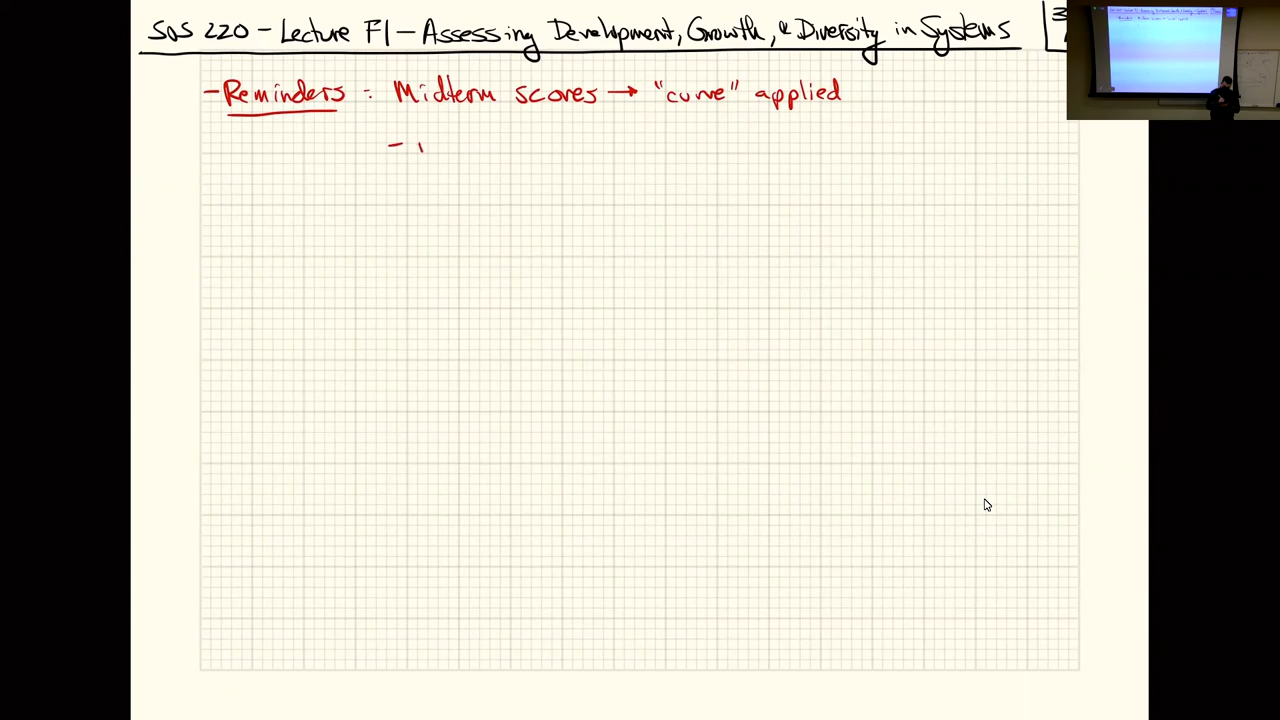 SOS 220 - Lecture F1 - Assessing Development, Growth, & Diversity in Systems
- Reminders : Midterm scores → "curve" applied
-